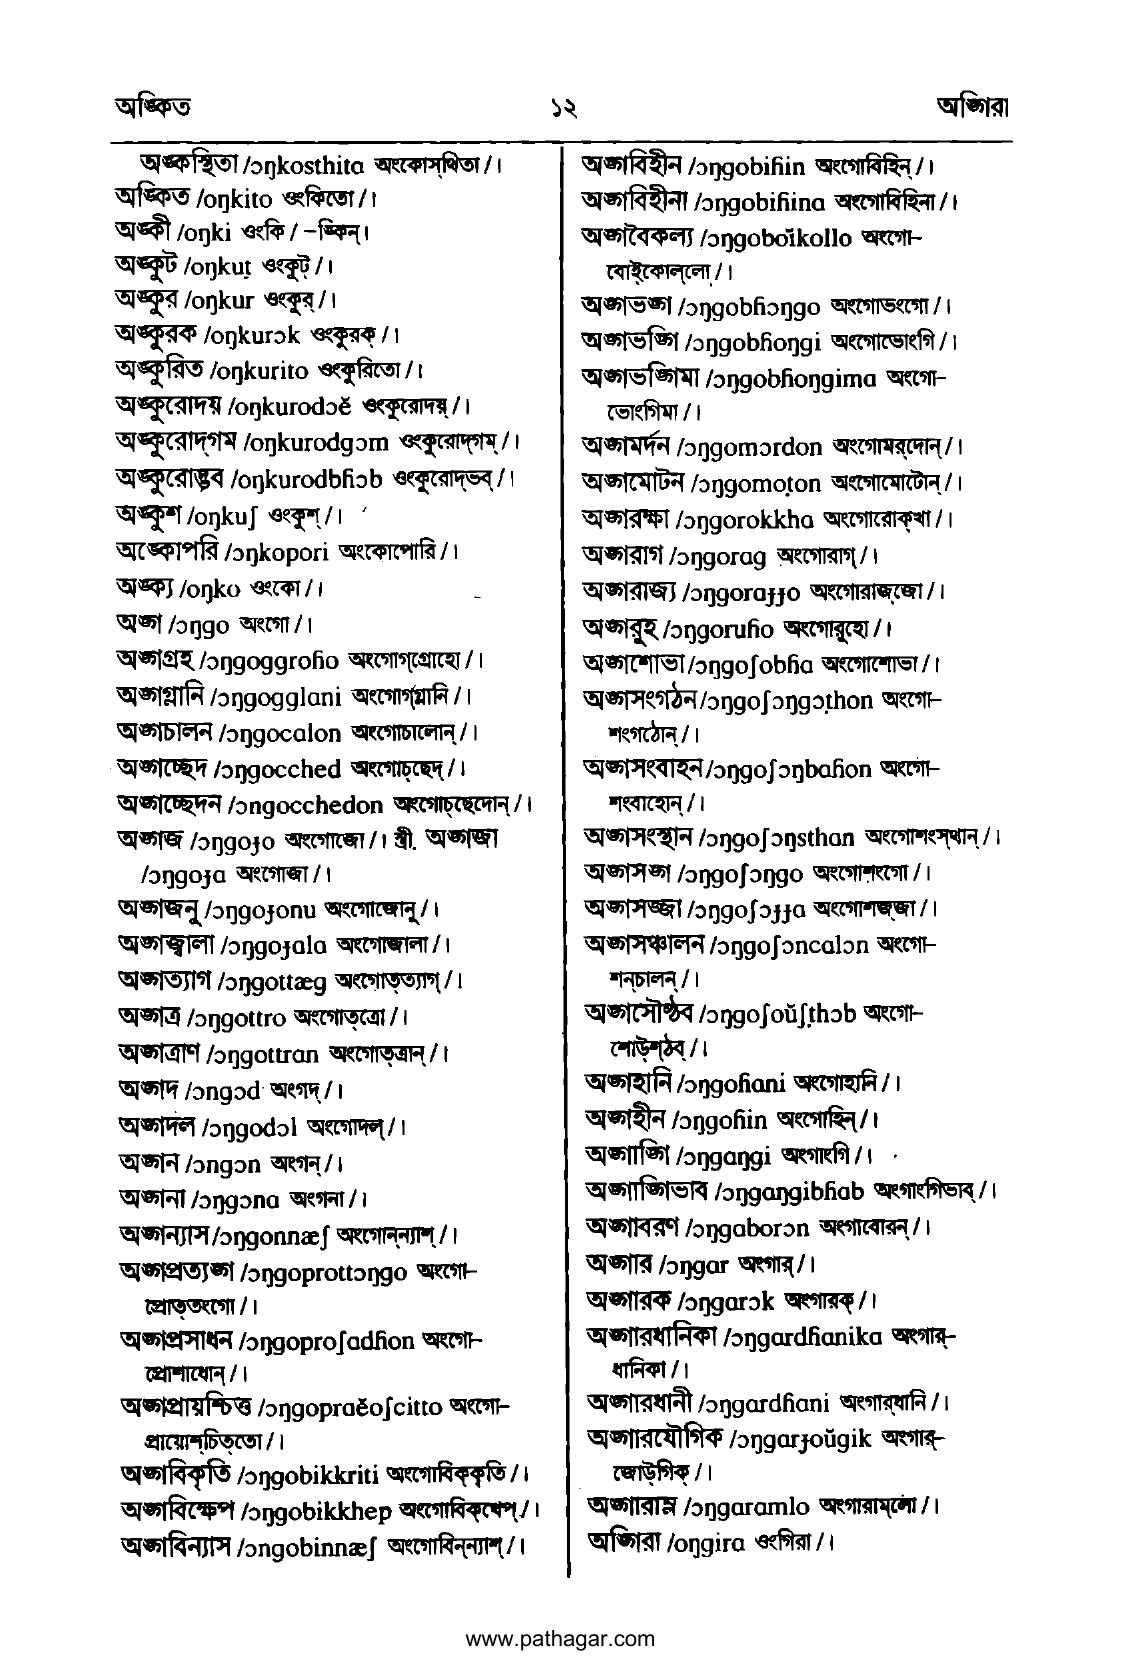 অঙ্কিত ১২ অঙ্গিরা
অঙ্কস্থিতা /ɔŋkosthita অংকোস্‌থিতা/।
অঙ্কিত /oŋkito ওংকিতো/।
অঙ্কী /oŋki ওংকি/ -ঙ্কিন্।
অঙ্কুট /oŋkuṭ ওংকুট্/।
অঙ্কুর /oŋkur ওংকুর্/।
অঙ্কুরক /oŋkurɔk ওংকুরক্/।
অঙ্কুরিত /oŋkurito ওংকুরিতো/।
অঙ্কুরোদয় /oŋkurodɔĕ ওংকুরোদয়্/।
অঙ্কুরোদ্‌গম /oŋkurodgɔm ওংকুরোদ্‌গম্/।
অঙ্কুরোদ্ভব /oŋkurodbɦɔb ওংকুরোদ্‌ভব্/।
অঙ্কুশ /oŋkuʃ ওংকুশ্/।
অঙ্কোপরি /ɔŋkopori অংকোপোরি/।
অঙ্ক্য /oŋko ওংকো/।
অঙ্গ /ɔŋgo অংগো/।
অঙ্গগ্রহ /ɔŋgoggroɦo অংগোগ্‌গ্রোহো/।
অঙ্গগ্লানি /ɔŋgogglani অংগোগ্‌গ্লানি/।
অঙ্গচালন /ɔŋgocalon অংগোচালোন্/।
অঙ্গচ্ছেদ /ɔŋgocched অংগোচ্‌ছেদ্/।
অঙ্গচ্ছেদন /ɔngocchedon অংগোচ্‌ছেদোন্/।
অঙ্গজ /ɔŋgoɟo অংগোজো/। স্ত্রী. অঙ্গজা
/ɔŋgoɟa অংগোজা/।
অঙ্গজনু /ɔŋgoɟonu অংগোজোনু/।
অঙ্গজ্বালা /ɔŋgoɟala অংগোজালা/।
অঙ্গত্যাগ /ɔŋgottæg অংগোত্‌ত্যাগ্/।
অঙ্গত্র /ɔŋgottro অংগোত্‌ত্রো/।
অঙ্গত্রাণ /ɔŋgottran অংগোত্‌ত্রান্/।
অঙ্গদ /ɔngɔd অংগদ্/।
অঙ্গদল /ɔŋgodɔl অংগোদল্/।
অঙ্গন /ɔngɔn অংগন্/।
অঙ্গনা /ɔŋgɔna অংগনা/।
অঙ্গন্যাস/ɔŋgonnæʃ অংগোন্‌ন্যাশ্/।
অঙ্গপ্রত্যঙ্গ /ɔŋgoprottɔŋgo অংগো-
প্রোত্‌তংগো/।
অঙ্গপ্রসাধন /ɔŋgoproʃadɦon অংগো-
প্রোশাধোন্/।
অঙ্গপ্রায়শ্চিত্ত /ɔŋgopraĕoʃcitto অংগো-
প্রায়োশ্‌চিত্‌তো/।
অঙ্গবিকৃতি /ɔŋgobikkriti অংগোবিক্‌কৃতি/।
অঙ্গবিক্ষেপ /ɔŋgobikkhep অংগোবিক্‌খেপ্/।
অঙ্গবিন্যাস /ɔngobinnæʃ অংগোবিন্‌ন্যাশ্/।
অঙ্গবিহীন /ɔŋgobiɦin অংগোবিহিন্/।
অঙ্গবিহীনা /ɔŋgobiɦina অংগোবিহিনা/।
অঙ্গবৈকল্য /ɔŋgoboĭkollo অংগো-
বোই্‌কোল্‌লো/।
অঙ্গভঙ্গ /ɔŋgobɦɔŋgo অংগোভংগো/।
অঙ্গভঙ্গি /ɔŋgobɦoŋgi অংগোভোংগি/।
অঙ্গভঙ্গিমা /ɔŋgobɦoŋgima অংগো-
ভোংগিমা/।
অঙ্গমর্দন /ɔŋgomɔrdon অংগোমর্‌দোন্/।
অঙ্গমোটন /ɔŋgomoṭon অংগোমোটোন্/।
অঙ্গরক্ষা /ɔŋgorokkha অংগোরোক্‌খা/।
অঙ্গরাগ /ɔŋgorag অংগোরাগ্/।
অঙ্গরাজ্য /ɔŋgoraɟɟo অংগোরাজ্‌জো/।
অঙ্গরুহ /ɔŋgoruɦo অংগোরুহো/।
অঙ্গশোভা/ɔŋgoʃobɦa অংগোশোভা/।
অঙ্গসংগঠন/ɔŋgoʃɔŋgɔṭhon অংগো-
শংগঠোন্/।
অঙ্গসংবাহন/ɔŋgoʃɔŋbaɦon অংগো-
শংবাহোন্/।
অঙ্গসংস্থান /ɔŋgoʃɔŋsthan অংগোশংস্‌থান্/।
অঙ্গসঙ্গ /ɔŋgoʃɔŋgo অংগোশংগো/।
অঙ্গসজ্জা /ɔŋgoʃɔɟɟa অংগোশজ্‌জা/।
অঙ্গসঞ্চালন /ɔŋgoʃɔncalɔn অংগো-
শন্‌চালন্/।
অঙ্গসৌষ্ঠব /ɔŋgoʃoŭʃṭhɔb অংগো-
শোউ্‌শ্‌ঠব্/।
অঙ্গহানি /ɔŋgoɦani অংগোহানি/।
অঙ্গহীন /ɔŋgoɦin অংগোহিন্/।
অঙ্গাঙ্গি /ɔŋgaŋgi অংগাংগি/।
অঙ্গাঙ্গিভাব /ɔŋgaŋgibɦab অংগাংগিভাব্/।
অঙ্গাবরণ /ɔŋgaborɔn অংগাবোরন্/।
অঙ্গার /ɔŋgar অংগার্/।
অঙ্গারক /ɔŋgarɔk অংগারক্/।
অঙ্গারধানিকা /ɔŋgardɦanika অংগার্-
ধানিকা/।
অঙ্গারধানী /ɔŋgardɦani অংগার্‌ধানি/।
অঙ্গারযৌগিক /ɔŋgarɟoŭgik অংগার্-
জোউ্‌গিক্/।
অঙ্গারাম্ল /ɔŋgaramlo অংগারাম্‌লো/।
অঙ্গিরা /oŋgira ওংগিরা/।
www.pathagar.com